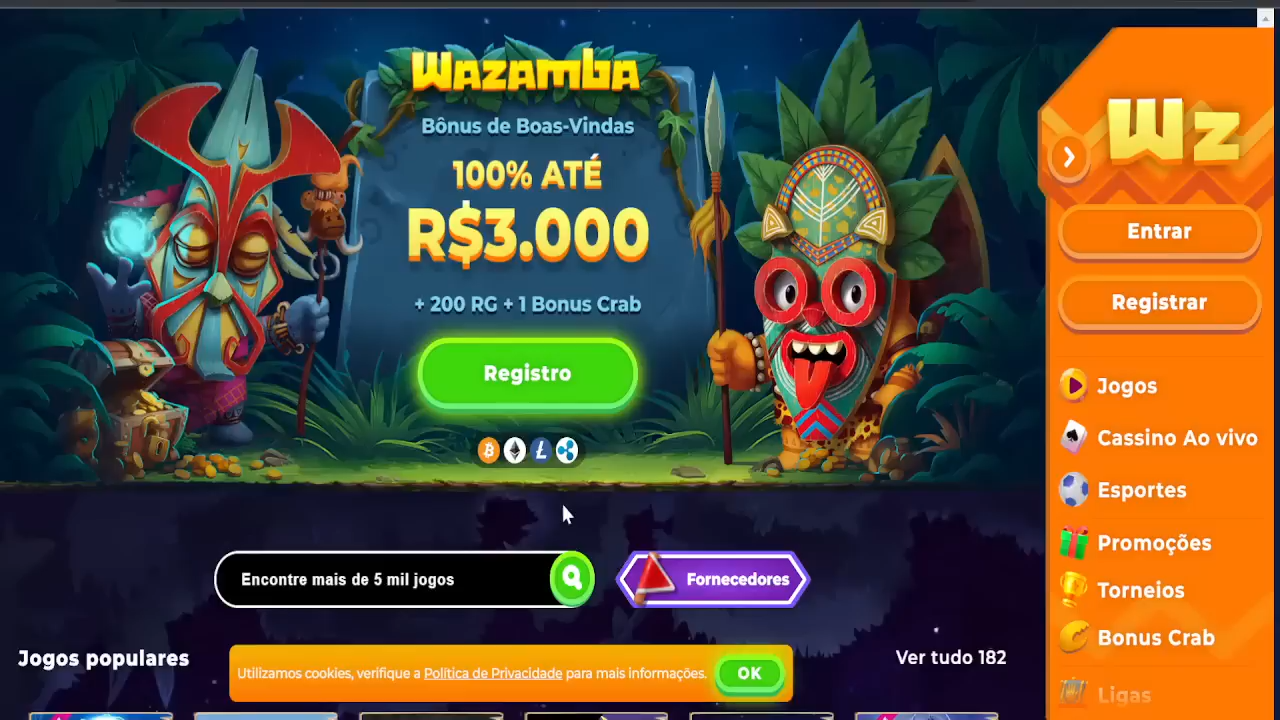 Wazamba
Bônus de Boas-Vindas
100% ATÉ
R$3.000
+ 200 RG + 1 Bonus Crab
Registro
Encontre mais de 5 mil jogos
Fornecedores
Jogos populares
Ver tudo 182
Utilizamos cookies, verifique a Política de Privacidade para mais informações.
OK
Wz
Entrar
Registrar
Jogos
Cassino Ao vivo
Esportes
Promoções
Torneios
Bonus Crab
Ligas